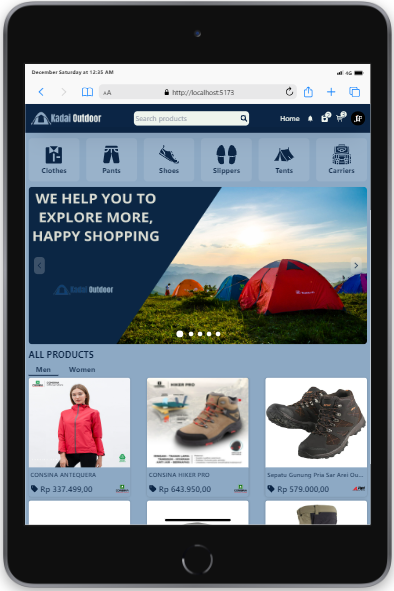 December Saturday at 12:35 AM
4G
AA
http://localhost:5173
Kadai Outdoor
Search products
Home
Clothes
Pants
Shoes
Slippers
Tents
Carriers
WE HELP YOU TO
EXPLORE MORE,
HAPPY SHOPPING
Kadai Outdoor
ALL PRODUCTS
Men
Women
CONSINA
HIKER PRO
CONSINA ANTEQUERA
CONSINA HIKER PRO
Sepatu Gunung Pria Sar Arei Ou...
Rp 337.499,00
Rp 643.950,00
Rp 579.000,00